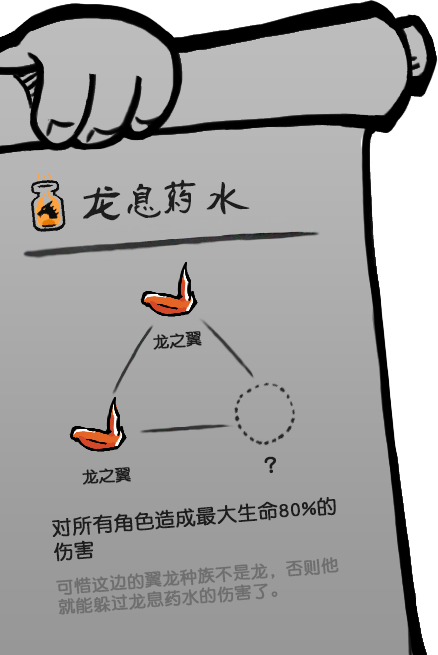 龙息药水
龙之翼
龙之翼
？
对所有角色造成最大生命80%的
伤害
可惜这边的翼龙种族不是龙，否则他
就能躲过龙息药水的伤害了。